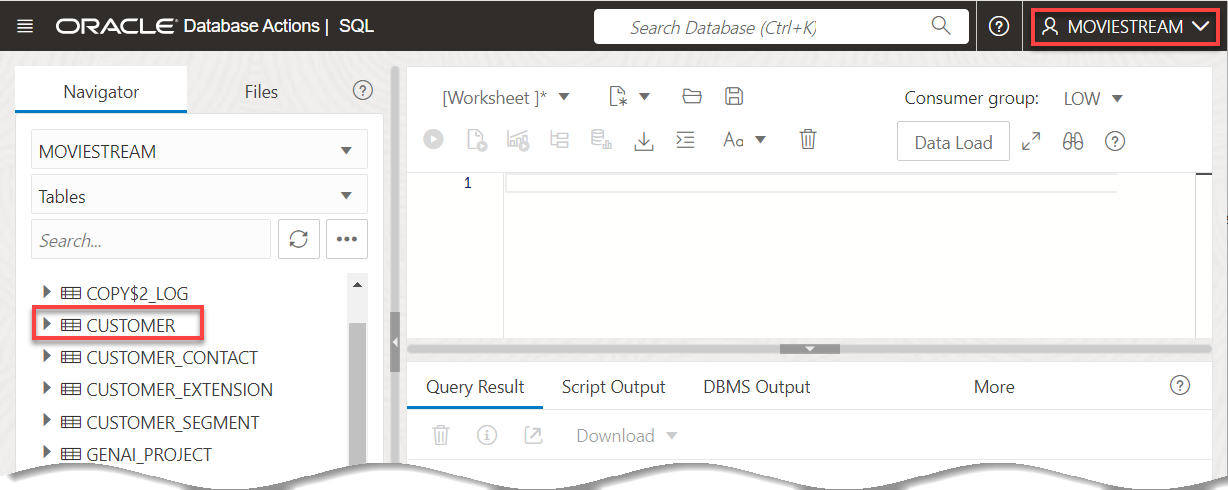 ORACLE Database Actions | SQL
Search Database (Ctrl+K)
MOVIESTREAM
Navigator
Files
MOVIESTREAM
Tables
Search...
COPY$2_LOG
CUSTOMER
CUSTOMER_CONTACT
CUSTOMER_EXTENSION
CUSTOMER_SEGMENT
GENAI_PROJECT
[Worksheet ]*
Consumer group: LOW
Aa
Data Load
1
Query Result
Script Output
DBMS Output
More
Download